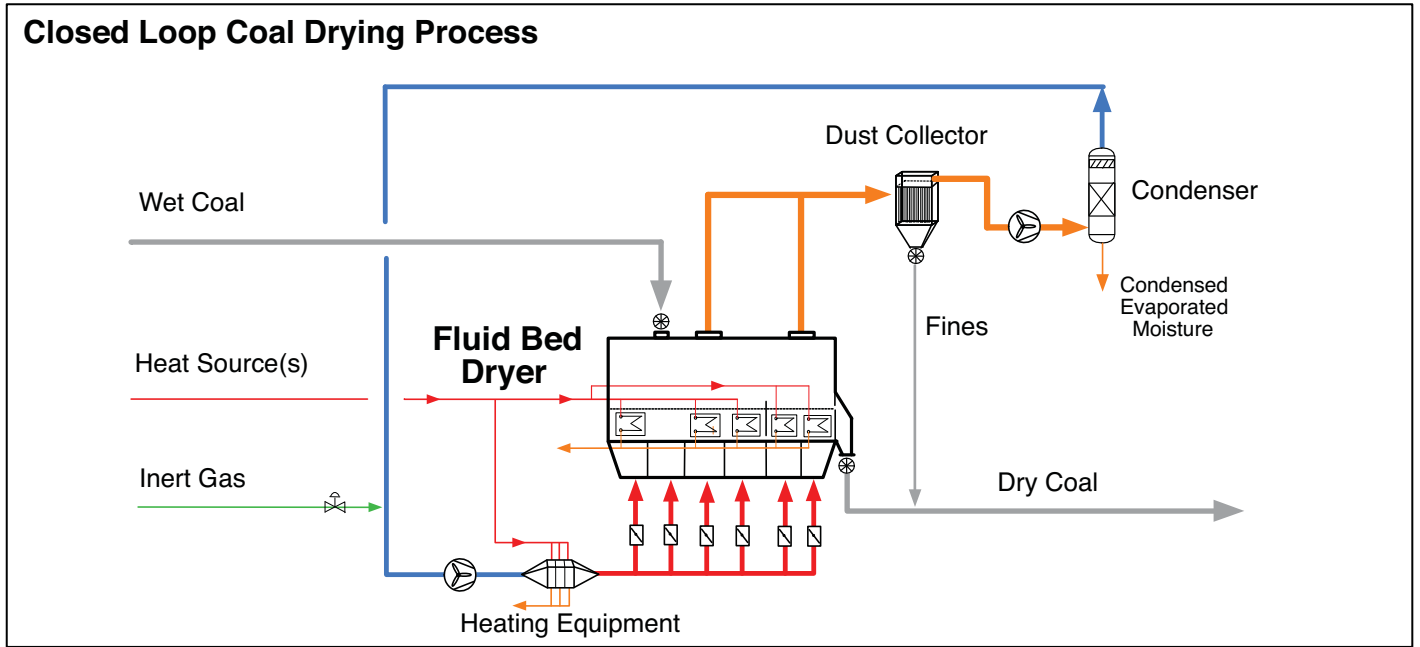 Closed Loop Coal Drying Process
Dust Collector
Wet Coal
Condenser
Condensed
Evaporated
Moisture
Fines
Fluid Bed
Dryer
Heat Source(s)
Inert Gas
Dry Coal
Heating Equipment